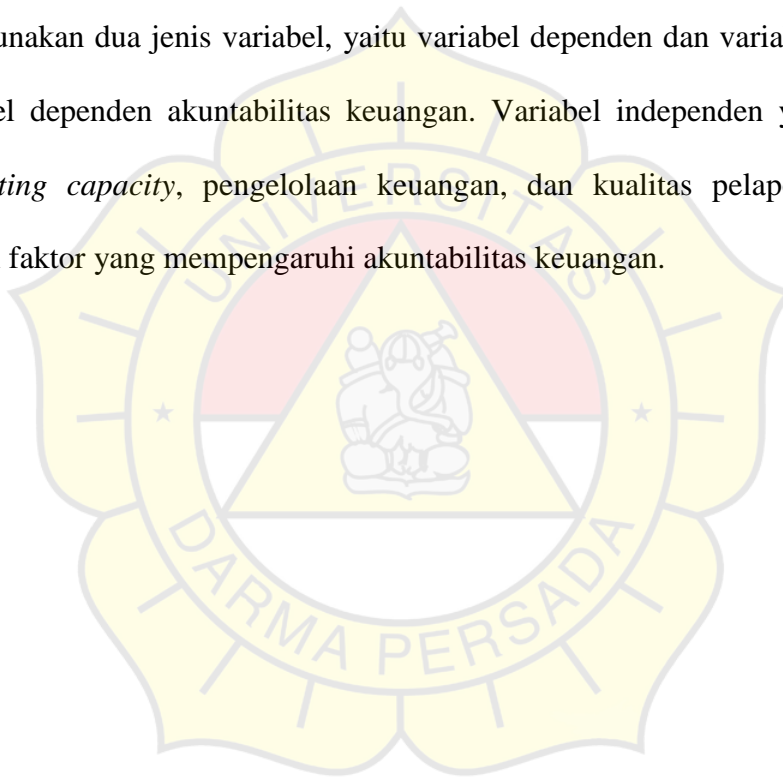 unakan dua jenis variabel, yaitu variabel dependen dan varia
el dependen akuntabilitas keuangan. Variabel independen y
ting capacity, pengelolaan keuangan, dan kualitas pelap
faktor yang mempengaruhi akuntabilitas keuangan.
UNIVERSITAS
DARMA PERSADA